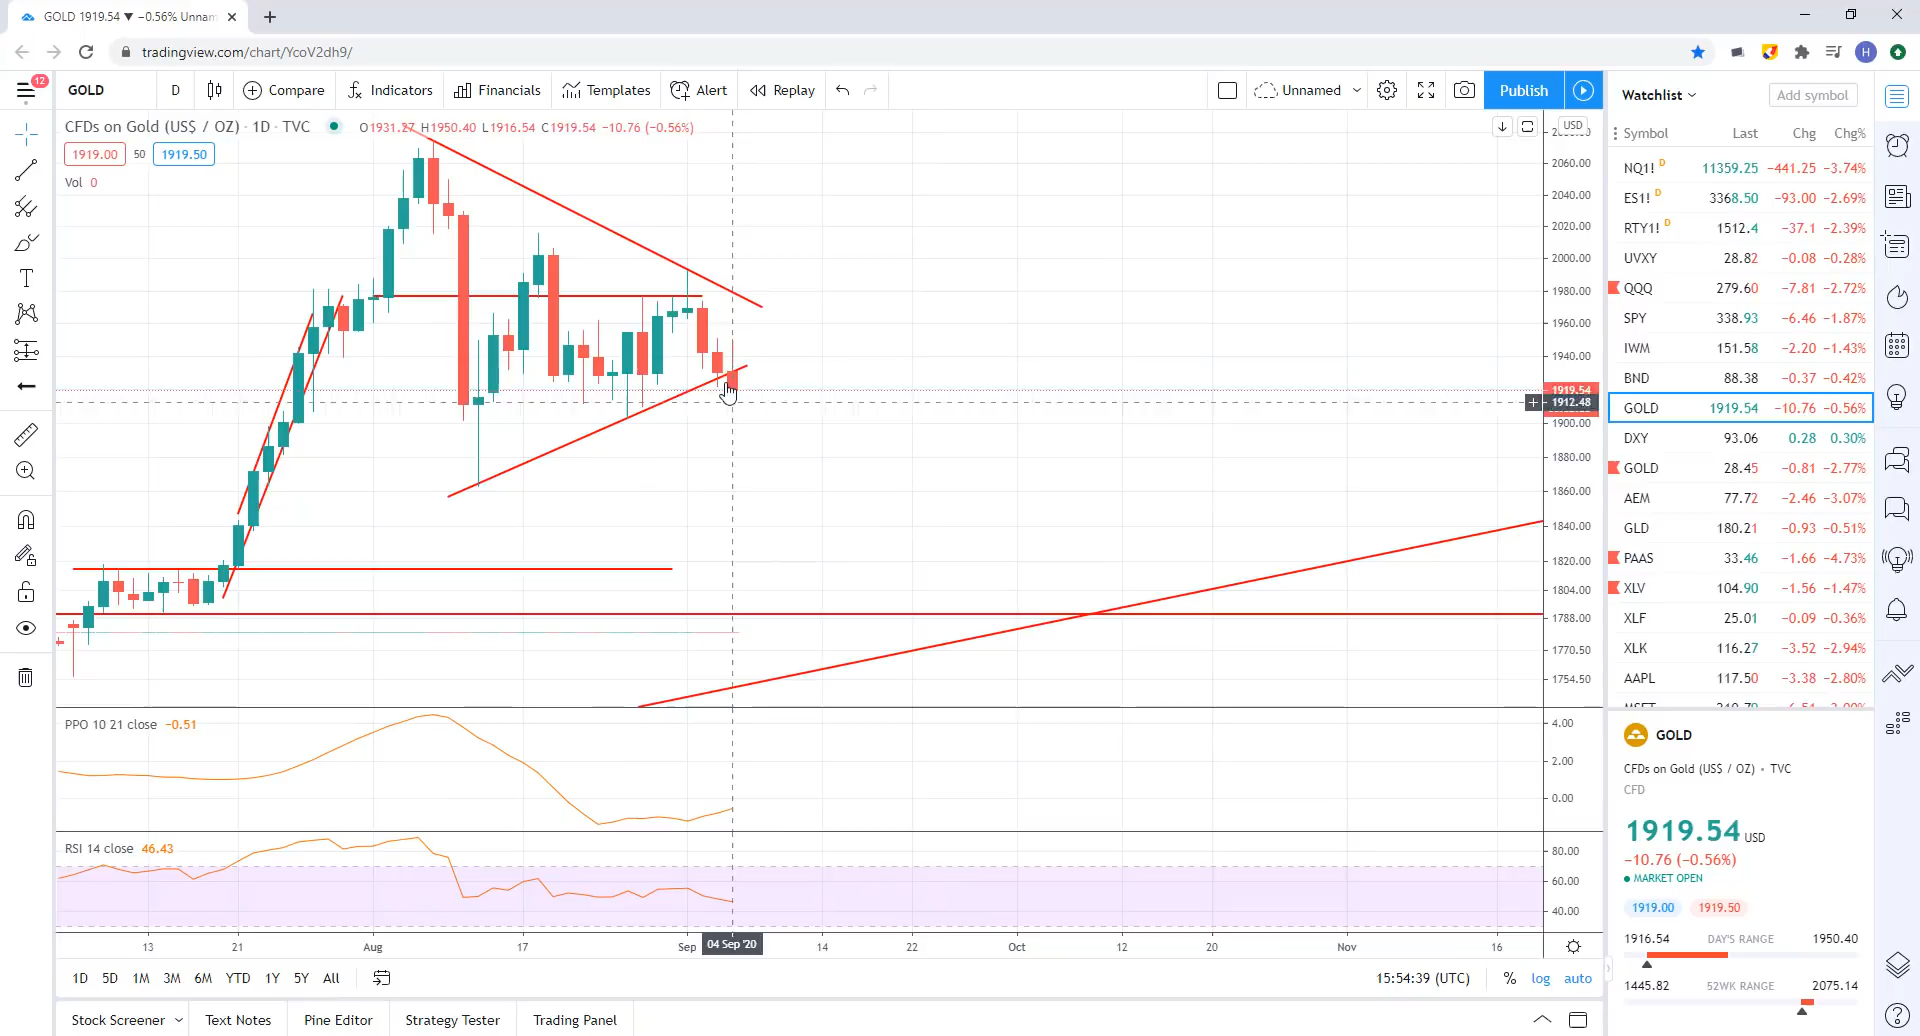 GOLD 1919.54 ▼ −0.56% Unnam
tradingview.com/chart/YcoV2dh9/
H
12
GOLD
D
Compare
Indicators
Financials
Templates
Alert
Replay
Unnamed
Publish
CFDs on Gold (US$ / OZ) · 1D · TVC
O1931.27 H1950.40 L1916.54 C1919.54 −10.76 (−0.56%)
1919.00 50 1919.50
Vol 0
T
USD
2060.00
2040.00
2020.00
2000.00
1980.00
1960.00
1940.00
1919.54
1912.48
1900.00
1880.00
1860.00
1840.00
1820.00
1804.00
1788.00
1770.50
1754.50
PPO 10 21 close −0.51
4.00
2.00
0.00
RSI 14 close 46.43
80.00
60.00
40.00
13 21 Aug 17 Sep 04 Sep '20 14 22 Oct 12 20 Nov 16
1D 5D 1M 3M 6M YTD 1Y 5Y All
15:54:39 (UTC) % log auto
Stock Screener Text Notes Pine Editor Strategy Tester Trading Panel
Watchlist
Add symbol
Symbol Last Chg Chg%
NQ1! D 11359.25 −441.25 −3.74%
ES1! D 3368.50 −93.00 −2.69%
RTY1! D 1512.4 −37.1 −2.39%
UVXY 28.82 −0.08 −0.28%
QQQ 279.60 −7.81 −2.72%
SPY 338.93 −6.46 −1.87%
IWM 151.58 −2.20 −1.43%
BND 88.38 −0.37 −0.42%
GOLD 1919.54 −10.76 −0.56%
DXY 93.06 0.28 0.30%
GOLD 28.45 −0.81 −2.77%
AEM 77.72 −2.46 −3.07%
GLD 180.21 −0.93 −0.51%
PAAS 33.46 −1.66 −4.73%
XLV 104.90 −1.56 −1.47%
XLF 25.01 −0.09 −0.36%
XLK 116.27 −3.52 −2.94%
AAPL 117.50 −3.38 −2.80%
GOLD
CFDs on Gold (US$ / OZ) • TVC
CFD
1919.54 USD
−10.76 (−0.56%)
MARKET OPEN
1919.00 1919.50
1916.54 DAY'S RANGE 1950.40
1445.82 52WK RANGE 2075.14